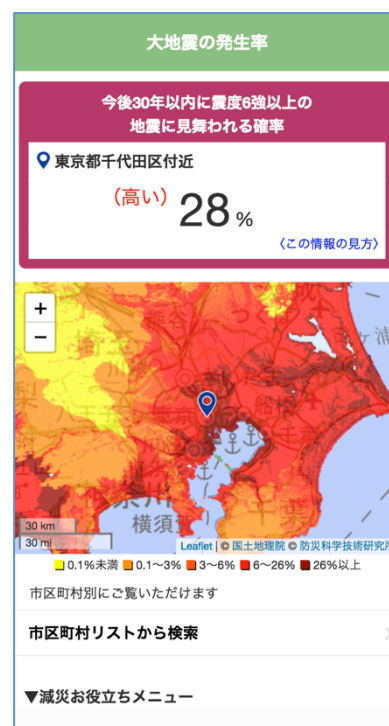 大地震の発生率
今後30年以内に震度6強以上の
地震に見舞われる確率
東京都千代田区付近
（高い） 28 %
〈この情報の見方〉
+
−
熊谷
つく
横須
千葉
30 km
30 mi
Leaflet | © 国土地理院 © 防災科学技術研究所
0.1%未満 0.1〜3% 3〜6% 6〜26% 26%以上
市区町村別にご覧いただけます
市区町村リストから検索
▼減災お役立ちメニュー